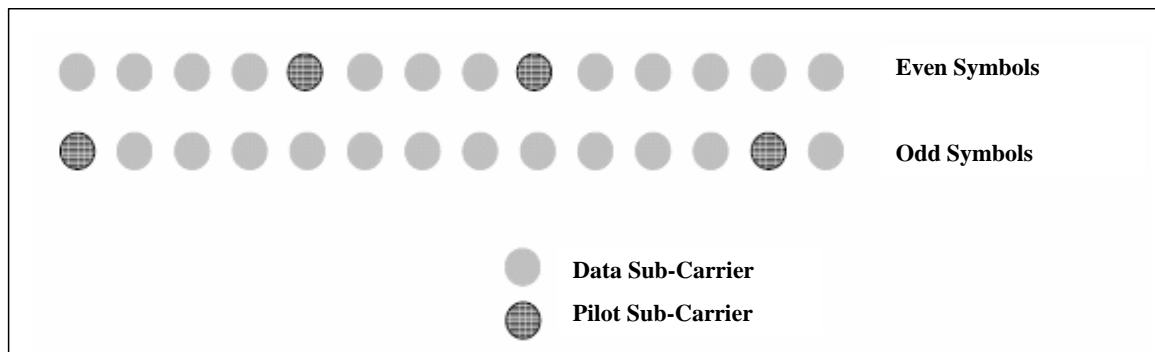 Even Symbols
Odd Symbols
Data Sub-Carrier
Pilot Sub-Carrier